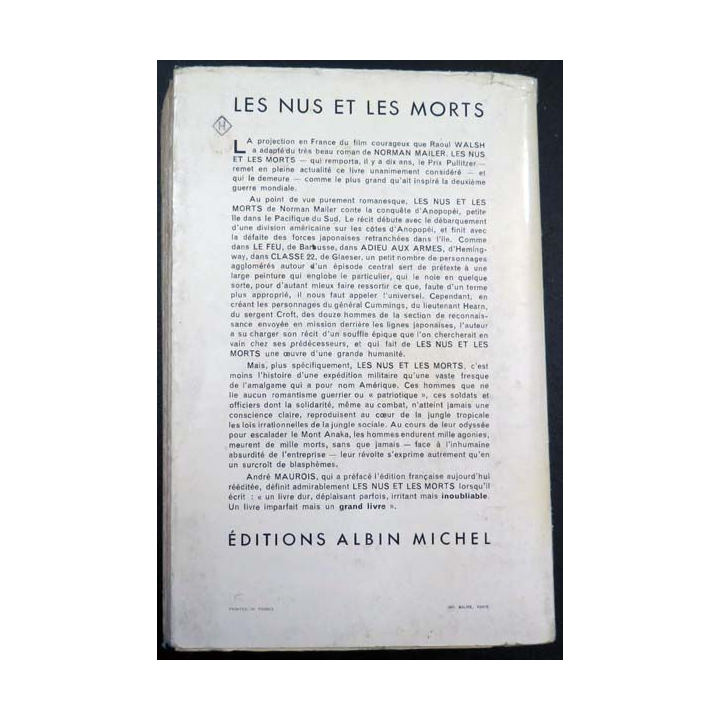 LES NUS ET LES MORTS
H
LA projection en France du film courageux que Raoul WALSH
a adapté du très beau roman de NORMAN MAILER, LES NUS
ET LES MORTS — qui remporta, il y a dix ans, le Prix Pullitzer —
remet en pleine actualité ce livre unanimement considéré — et
qui le demeure — comme le plus grand qu'ait inspiré la deuxième
guerre mondiale.
Au point de vue purement romanesque, LES NUS ET LES
MORTS de Norman Mailer conte la conquête d'Anopopéi, petite
île dans le Pacifique du Sud. Le récit débute avec le débarquement
d'une division américaine sur les côtes d'Anopopéi, et finit avec
la défaite des forces japonaises retranchées dans l'île. Comme
dans LE FEU, de Barbusse, dans ADIEU AUX ARMES, d'Heming-
way, dans CLASSE 22, de Glaeser, un petit nombre de personnages
agglomérés autour d'un épisode central sert de prétexte à une
large peinture qui englobe le particulier, qui le noie en quelque
sorte, pour d'autant mieux faire ressortir ce que, faute d'un terme
plus approprié, il nous faut appeler l'universel. Cependant, en
créant les personnages du général Cummings, du lieutenant Hearn,
du sergent Croft, des douze hommes de la section de reconnais-
sance envoyée en mission derrière les lignes japonaises, l'auteur
a su charger son récit d'un souffle épique que l'on chercherait en
vain chez ses prédécesseurs, et qui fait de LES NUS ET LES
MORTS une œuvre d'une grande humanité.
Mais, plus spécifiquement, LES NUS ET LES MORTS, c'est
moins l'histoire d'une expédition militaire qu'une vaste fresque
de l'amalgame qui a pour nom Amérique. Ces hommes que ne
lie aucun romantisme guerrier ou « patriotique », ces soldats et
officiers dont la solidarité, même au combat, n'atteint jamais une
conscience claire, reproduisent au cœur de la jungle tropicale
les lois irrationnelles de la jungle sociale. Au cours de leur odyssée
pour escalader le Mont Anaka, les hommes endurent mille agonies,
meurent de mille morts, sans que jamais — face à l'inhumaine
absurdité de l'entreprise — leur révolte s'exprime autrement qu'en
un surcroît de blasphèmes.
André MAUROIS, qui a préfacé l'édition française aujourd'hui
rééditée, définit admirablement LES NUS ET LES MORTS lorsqu'il
écrit : « un livre dur, déplaisant parfois, irritant mais inoubliable.
Un livre imparfait mais un grand livre ».
ÉDITIONS ALBIN MICHEL
PRINTED IN FRANCE